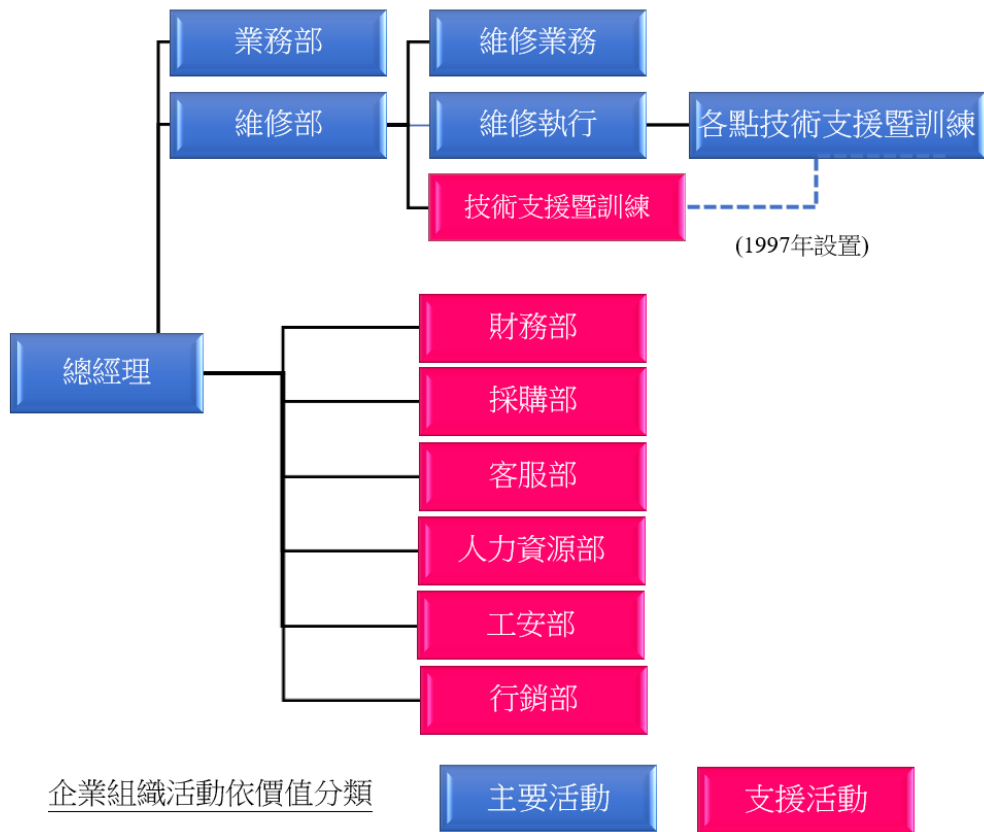 業務部
維修業務
維修部
維修執行
各點技術支援暨訓練
技術支援暨訓練
(1997年設置)
總經理
財務部
採購部
客服部
人力資源部
工安部
行銷部
企業組織活動依價值分類
主要活動
支援活動